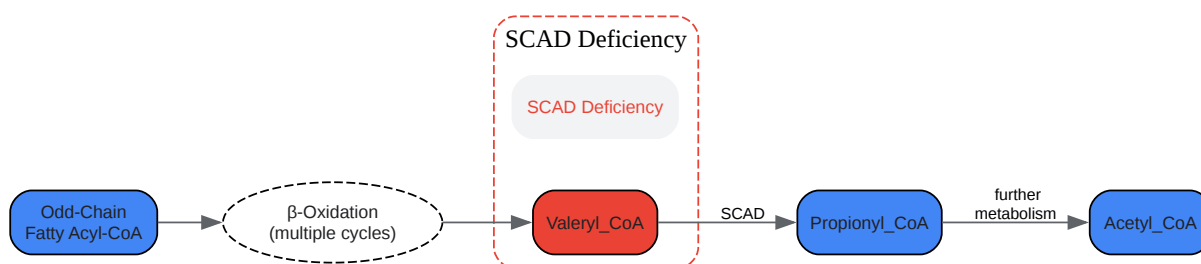 SCAD Deficiency
SCAD Deficiency
Odd-Chain
Fatty Acyl-CoA
β-Oxidation
(multiple cycles)
Valeryl_CoA
SCAD
Propionyl_CoA
further
metabolism
Acetyl_CoA